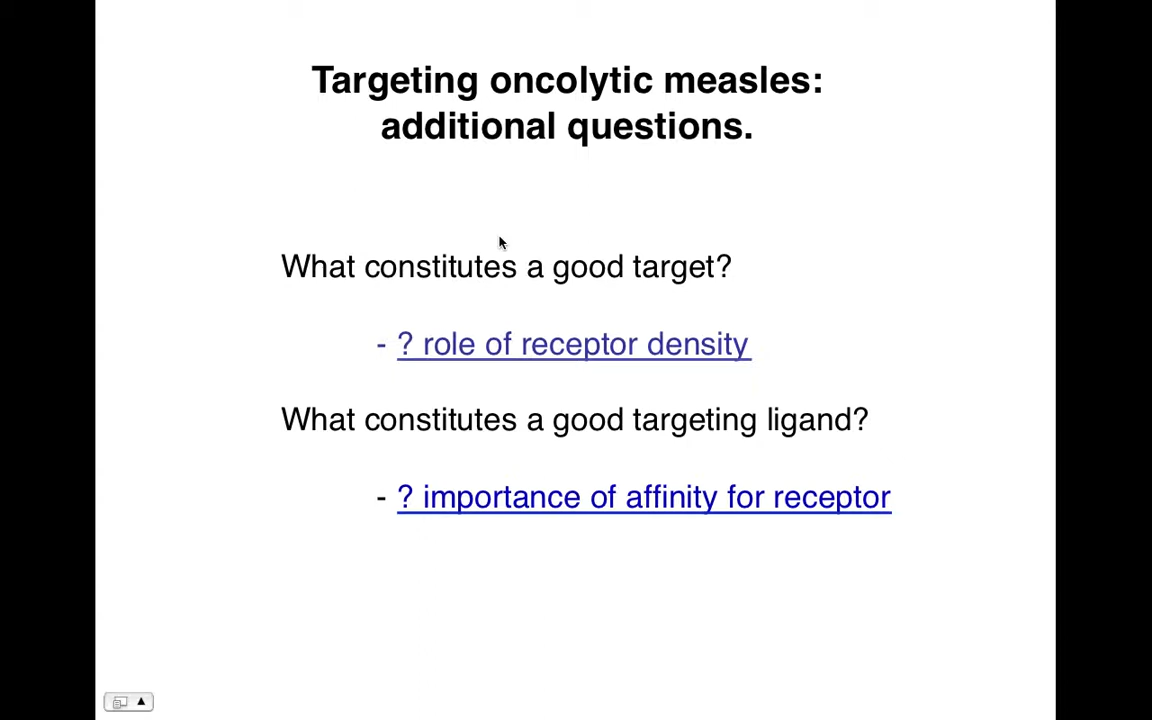 Targeting oncolytic measles:
additional questions.
What constitutes a good target?
- ? role of receptor density
What constitutes a good targeting ligand?
- ? importance of affinity for receptor